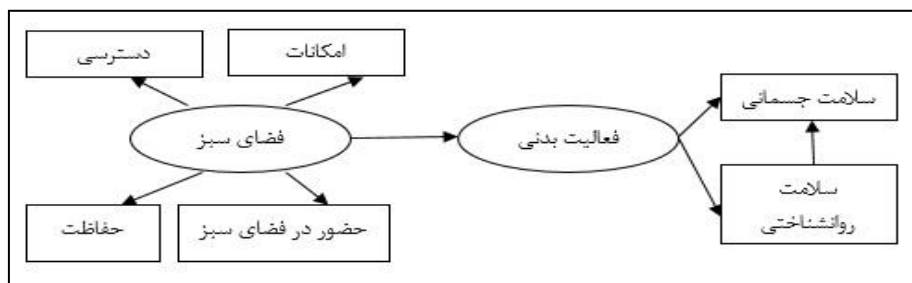 دسترسی
امکانات
فضای سبز
فعالیت بدنی
سلامت جسمانی
سلامت
روانشناختی
حفاظت
حضور در فضای سبز